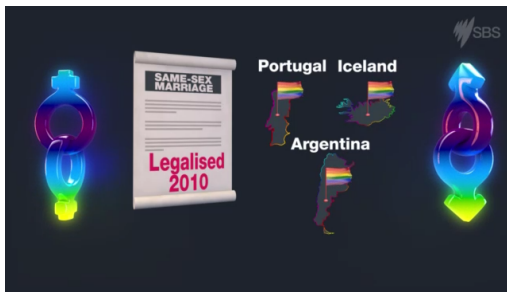 SBS
SAME-SEX
MARRIAGE
Legalised
2010
Portugal Iceland
Argentina